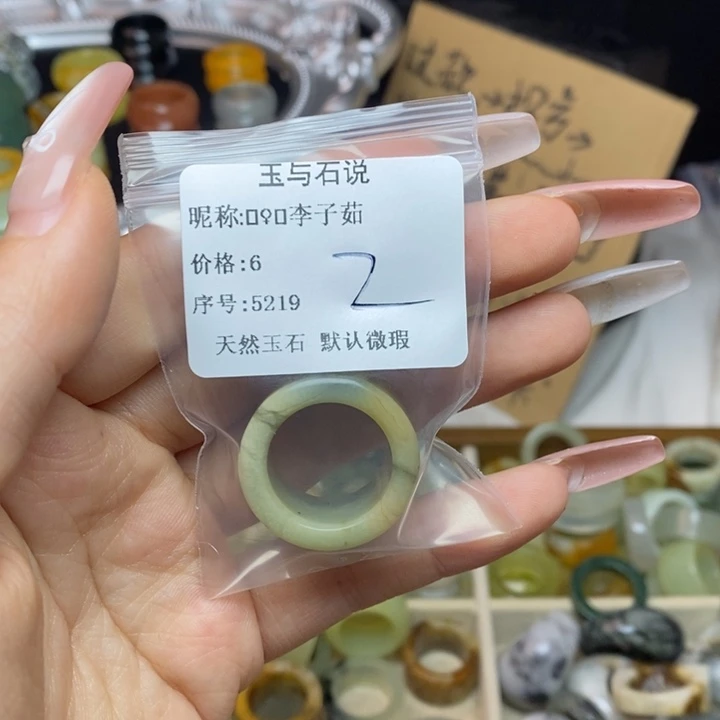 玉与石说
昵称:▯♀▯李子茹
价格:6
2
序号:5219
天然玉石 默认微瑕